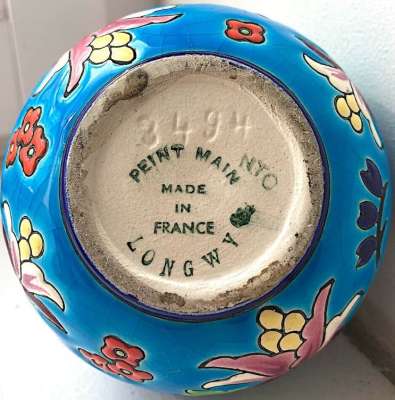 3494
PEINT MAIN
NTO
MADE
IN
FRANCE
LONGWY